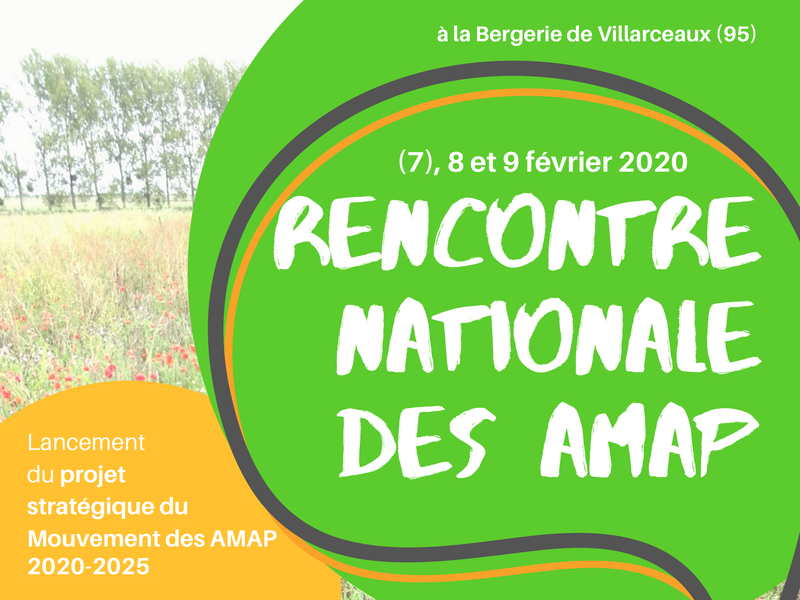 à la Bergerie de Villarceaux (95)
(7), 8 et 9 février 2020
RENCONTRE
NATIONALE
DES AMAP
Lancement
du projet
stratégique du
Mouvement des AMAP
2020-2025